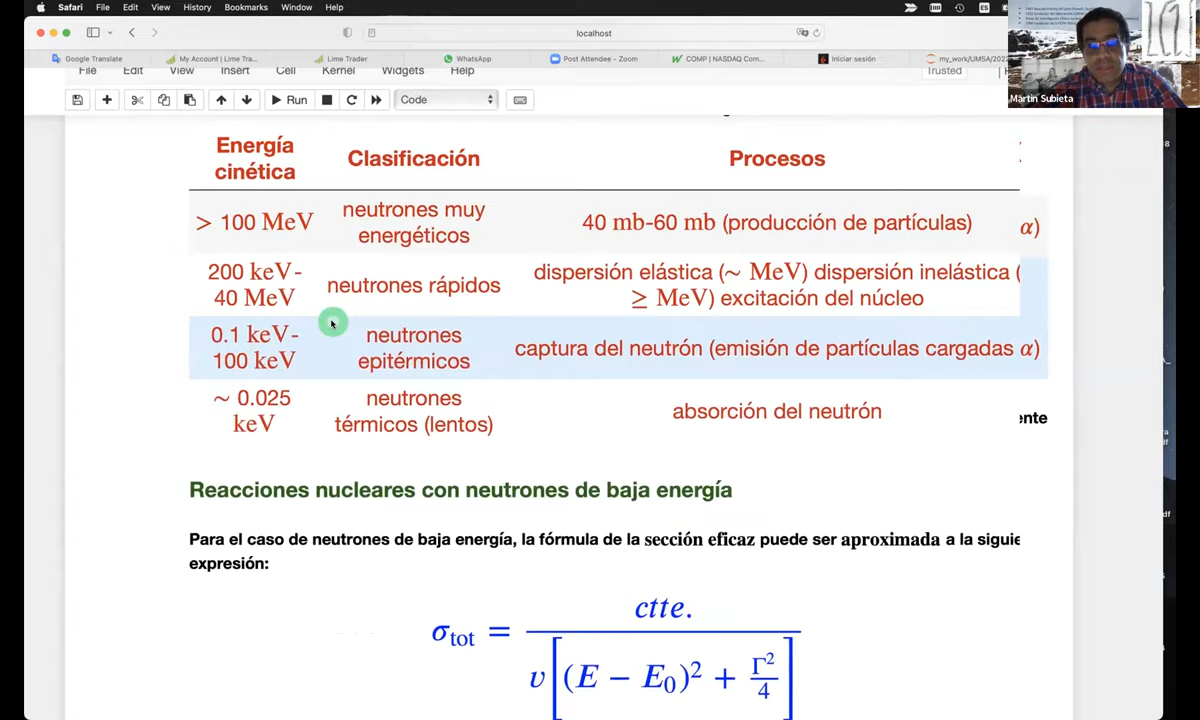 Safari File Edit View History Bookmarks Window Help
ES
localhost
Google Translate My Account | Lime Tra... Lime Trader WhatsApp Post Attendee - Zoom COMP | NASDAQ Com... Iniciar sesión my_work/UMSA/202
File Edit View Insert Cell Kernel Widgets Help Trusted
Run Code
Martin Subieta
Energía cinética Clasificación Procesos
> 100 MeV neutrones muy energéticos 40 mb-60 mb (producción de partículas) α)
200 keV-40 MeV neutrones rápidos dispersión elástica (~ MeV) dispersión inelástica (≥ MeV) excitación del núcleo
0.1 keV-100 keV neutrones epitérmicos captura del neutrón (emisión de partículas cargadas α)
~ 0.025 keV neutrones térmicos (lentos) absorción del neutrón
ente
Reacciones nucleares con neutrones de baja energía
Para el caso de neutrones de baja energía, la fórmula de la sección eficaz puede ser aproximada a la siguie
expresión:
σtot = ctte. / v[(E − E0)² + Γ²/4]